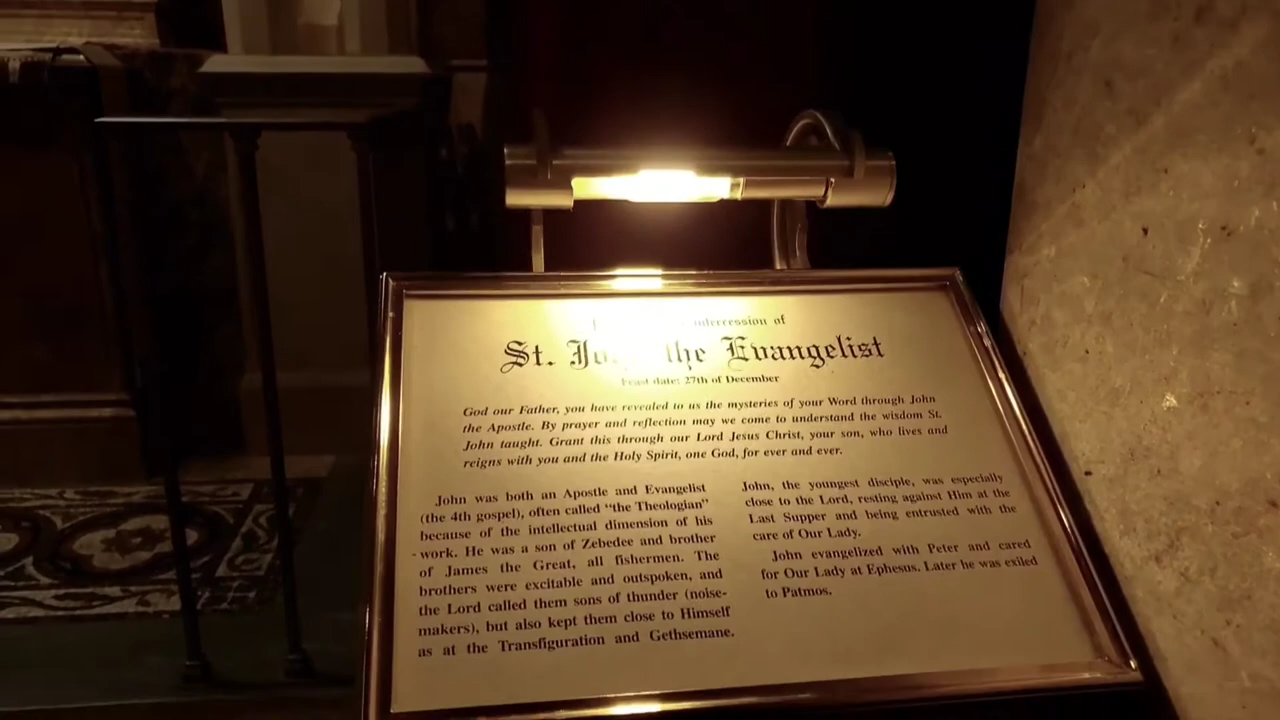 intercession of
St. the Evangelist
Feast date: 27th of December
God our Father, you have revealed to us the mysteries of your Word through John
the Apostle. By prayer and reflection may we come to understand the wisdom St.
John taught. Grant this through our Lord Jesus Christ, your son, who lives and
reigns with you and the Holy Spirit, one God, for ever and ever.
John was both an Apostle and Evangelist
(the 4th gospel), often called “the Theologian”
because of the intellectual dimension of his
work. He was a son of Zebedee and brother
of James the Great, all fishermen. The
brothers were excitable and outspoken, and
the Lord called them sons of thunder (noise-
makers), but also kept them close to Himself
as at the Transfiguration and Gethsemane.
John, the youngest disciple, was especially
close to the Lord, resting against Him at the
Last Supper and being entrusted with the
care of Our Lady.
John evangelized with Peter and cared
for Our Lady at Ephesus. Later he was exiled
to Patmos.